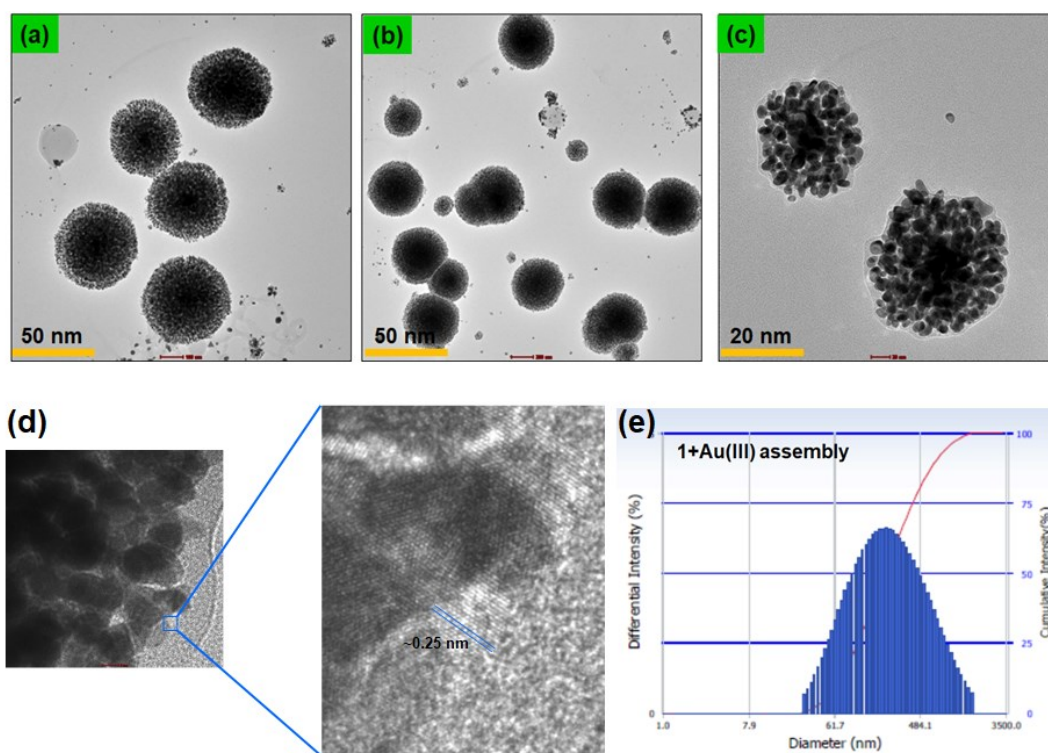 (a)
50 nm
(b)
50 nm
(c)
20 nm
(d)
~0.25 nm
(e)
1+Au(III) assembly
Differential Intensity (%)
Cumulative Intensity(%)
100
75
50
25
0
0
1.0
7.9
61.7
484.1
3500.0
Diameter (nm)